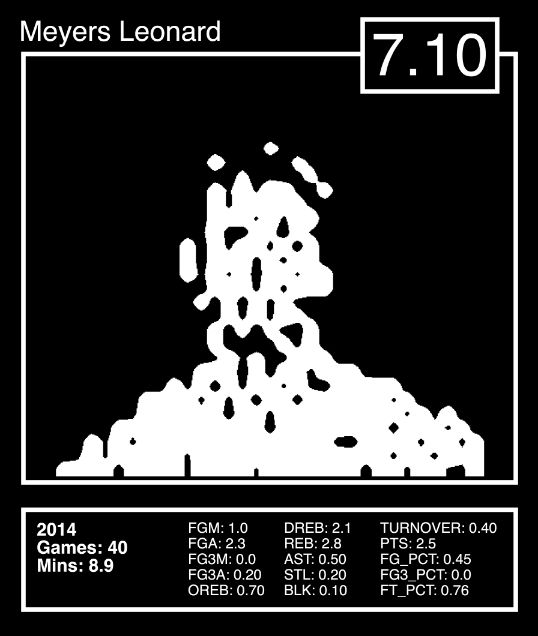 Meyers Leonard
7.10
2014
Games: 40
Mins: 8.9
FGM: 1.0
FGA: 2.3
FG3M: 0.0
FG3A: 0.20
OREB: 0.70
DREB: 2.1
REB: 2.8
AST: 0.50
STL: 0.20
BLK: 0.10
TURNOVER: 0.40
PTS: 2.5
FG_PCT: 0.45
FG3_PCT: 0.0
FT_PCT: 0.76